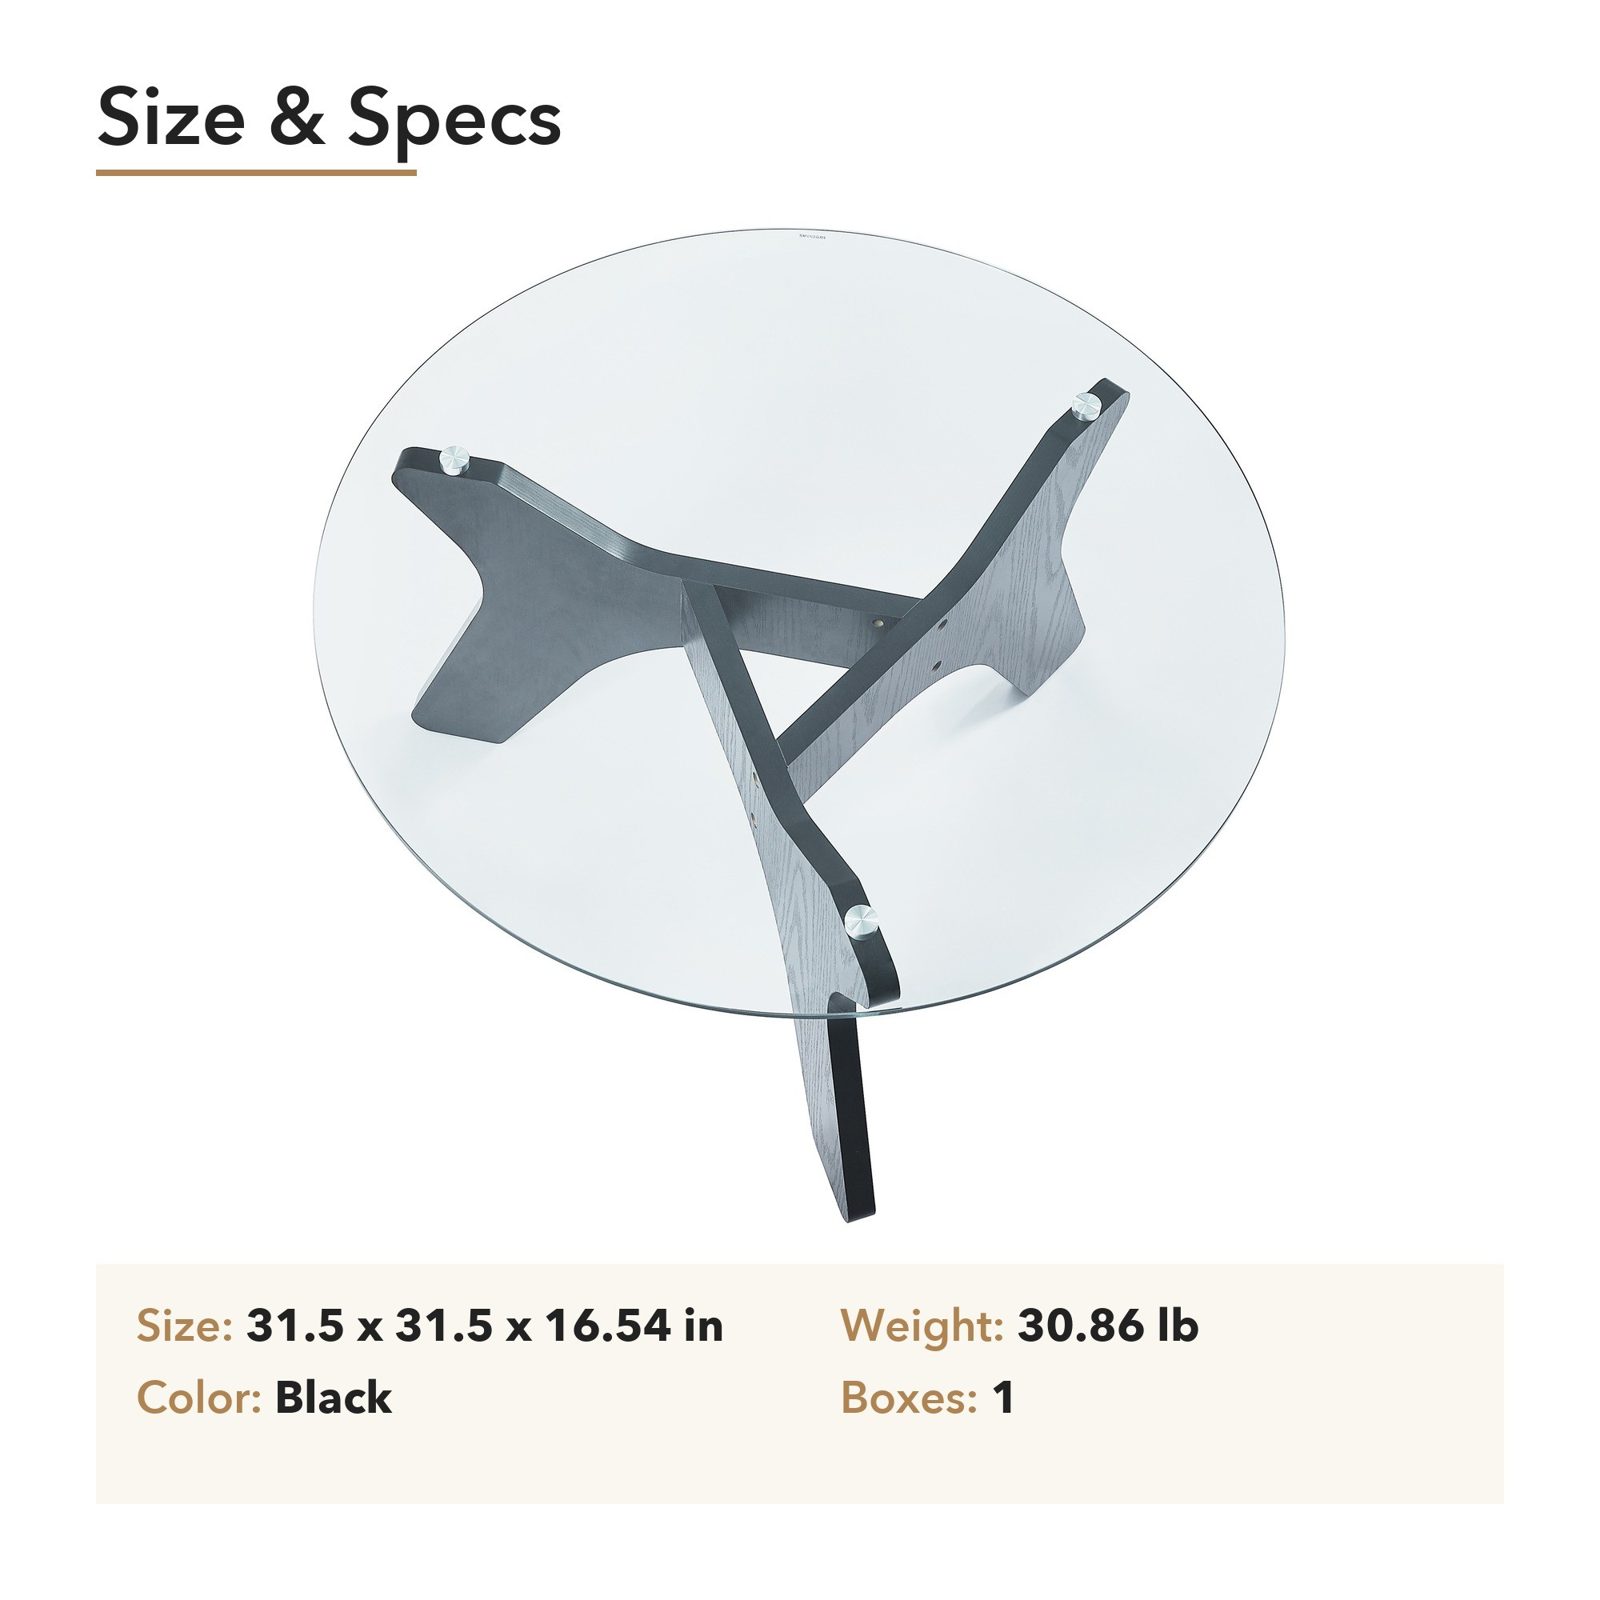 Size & Specs
Size: 31.5 x 31.5 x 16.54 in
Weight: 30.86 lb
Color: Black
Boxes: 1